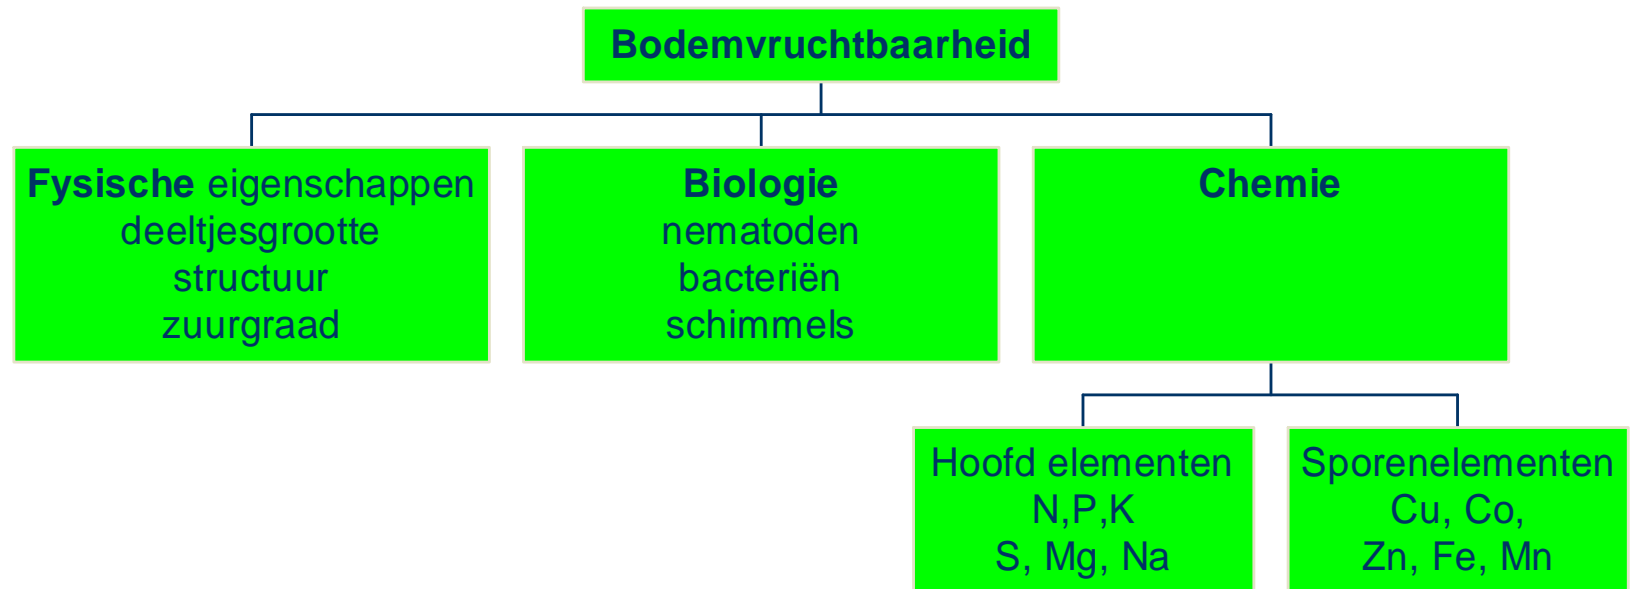 Bodemvruchtbaarheid
Fysische eigenschappen
deeltjesgrootte
structuur
zuurgraad
Biologie
nematoden
bacteriën
schimmels
Chemie
Hoofd elementen
N,P,K
S, Mg, Na
Sporenelementen
Cu, Co,
Zn, Fe, Mn